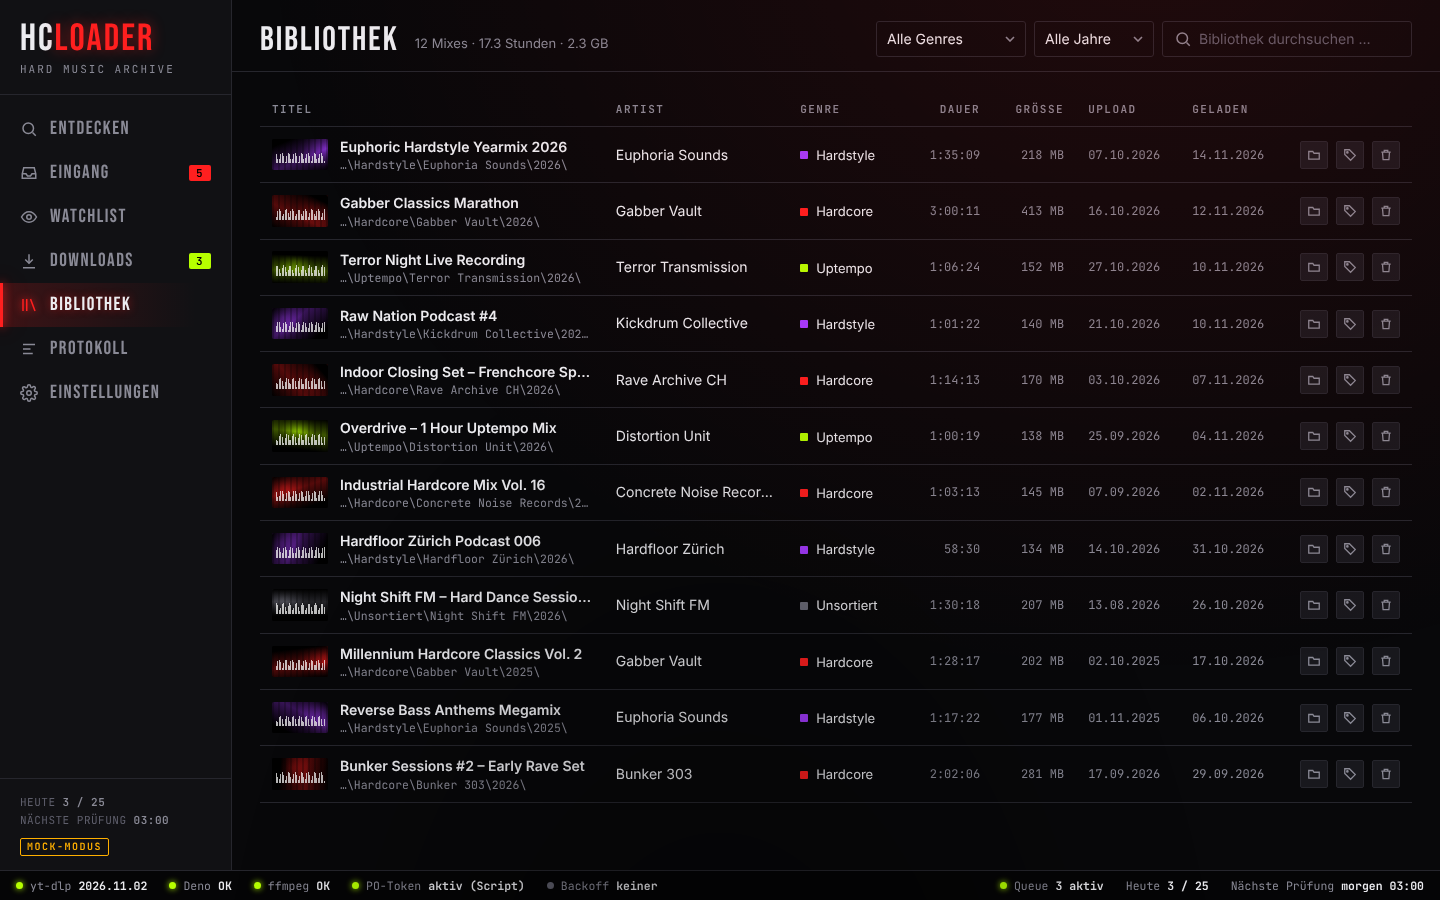 HCLOADER
HARD MUSIC ARCHIVE
ENTDECKEN
EINGANG 5
WATCHLIST
DOWNLOADS 3
BIBLIOTHEK
PROTOKOLL
EINSTELLUNGEN
HEUTE 3 / 25
NÄCHSTE PRÜFUNG 03:00
MOCK-MODUS
BIBLIOTHEK 12 Mixes · 17.3 Stunden · 2.3 GB Alle Genres Alle Jahre Bibliothek durchsuchen ...
TITEL ARTIST GENRE DAUER GRÖSSE UPLOAD GELADEN
Euphoric Hardstyle Yearmix 2026
…\Hardstyle\Euphoria Sounds\2026\
Euphoria Sounds Hardstyle 1:35:09 218 MB 07.10.2026 14.11.2026
Gabber Classics Marathon
…\Hardcore\Gabber Vault\2026\
Gabber Vault Hardcore 3:00:11 413 MB 16.10.2026 12.11.2026
Terror Night Live Recording
…\Uptempo\Terror Transmission\2026\
Terror Transmission Uptempo 1:06:24 152 MB 27.10.2026 10.11.2026
Raw Nation Podcast #4
…\Hardstyle\Kickdrum Collective\202…
Kickdrum Collective Hardstyle 1:01:22 140 MB 21.10.2026 10.11.2026
Indoor Closing Set – Frenchcore Sp…
…\Hardcore\Rave Archive CH\2026\
Rave Archive CH Hardcore 1:14:13 170 MB 03.10.2026 07.11.2026
Overdrive – 1 Hour Uptempo Mix
…\Uptempo\Distortion Unit\2026\
Distortion Unit Uptempo 1:00:19 138 MB 25.09.2026 04.11.2026
Industrial Hardcore Mix Vol. 16
…\Hardcore\Concrete Noise Records\2…
Concrete Noise Recor… Hardcore 1:03:13 145 MB 07.09.2026 02.11.2026
Hardfloor Zürich Podcast 006
…\Hardstyle\Hardfloor Zürich\2026\
Hardfloor Zürich Hardstyle 58:30 134 MB 14.10.2026 31.10.2026
Night Shift FM – Hard Dance Sessio…
…\Unsortiert\Night Shift FM\2026\
Night Shift FM Unsortiert 1:30:18 207 MB 13.08.2026 26.10.2026
Millennium Hardcore Classics Vol. 2
…\Hardcore\Gabber Vault\2025\
Gabber Vault Hardcore 1:28:17 202 MB 02.10.2025 17.10.2026
Reverse Bass Anthems Megamix
…\Hardstyle\Euphoria Sounds\2025\
Euphoria Sounds Hardstyle 1:17:22 177 MB 01.11.2025 06.10.2026
Bunker Sessions #2 – Early Rave Set
…\Hardcore\Bunker 303\2026\
Bunker 303 Hardcore 2:02:06 281 MB 17.09.2026 29.09.2026
yt-dlp 2026.11.02 Deno OK ffmpeg OK PO-Token aktiv (Script) Backoff keiner Queue 3 aktiv Heute 3 / 25 Nächste Prüfung morgen 03:00